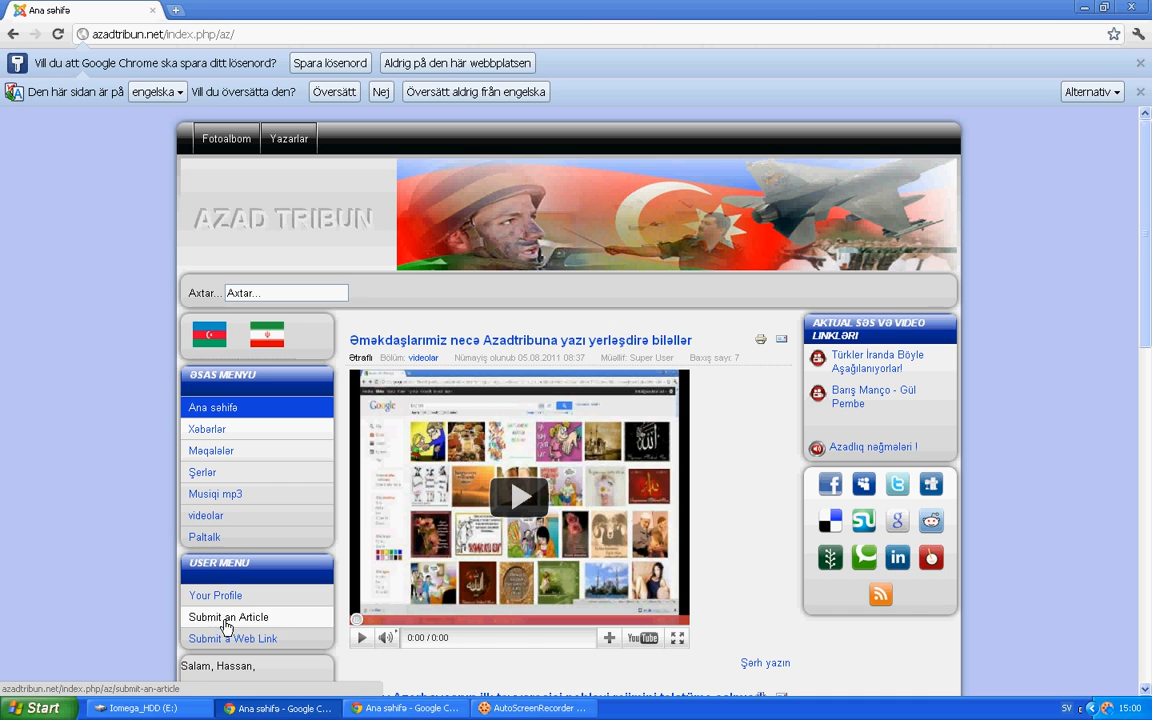 Ana səhifə
azadtribun.net/index.php/az/
Vill du att Google Chrome ska spara ditt lösenord? Spara lösenord Aldrig på den här webbplatsen
Den här sidan är på engelska Vill du översätta den? Översätt Nej Översätt aldrig från engelska Alternativ
Fotoalbom Yazarlar
AZAD TRIBUN
Axtar... Axtar...
ƏSAS MENYU
Ana səhifə
Xəbərlər
Məqalələr
Şerlər
Musiqi mp3
videolar
Paltalk
USER MENU
Your Profile
Submit an Article
Submit a Web Link
Salam, Hassan,
Əməkdaşlarımiz necə Azadtribuna yazı yerləşdirə biləllər
Ətraflı Bölüm: videolar Nümayiş olunub 05.08.2011 08:37 Müəllif: Super User Baxış sayı: 7
Google
0:00 / 0:00
You Tube
Şərh yazın
AKTUAL SƏS VƏ VIDEO
LINKLƏRI
Türkler İranda Böyle
Aşağılanıyorlar!
Barış Manço - Gül
Pembe
Azadlıq nəğmələri !
azadtribun.net/index.php/az/submit-an-article
Start Iomega_HDD (E:) Ana səhifə - Google C... Ana səhifə - Google C... AutoScreenRecorder ... SV 15:00